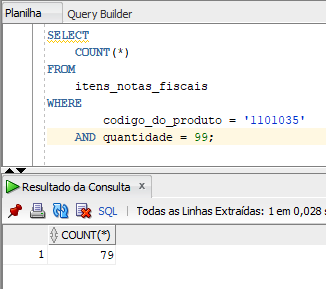 Planilha Query Builder
SELECT
COUNT(*)
FROM
itens_notas_fiscais
WHERE
codigo_do_produto = '1101035'
AND quantidade = 99;
Resultado da Consulta x
SQL | Todas as Linhas Extraídas: 1 em 0,028 s
COUNT(*)
1 79